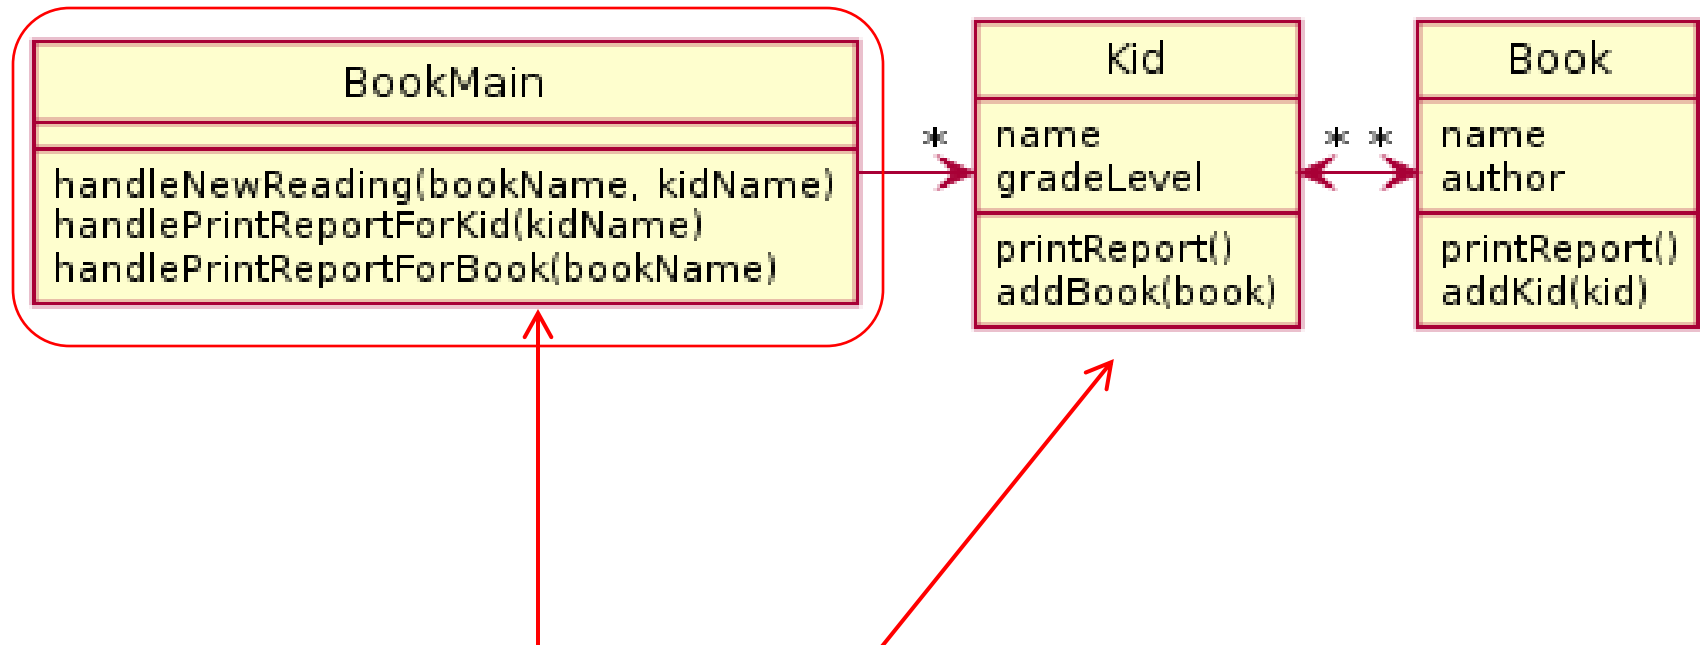 BookMain
handleNewReading(bookName, kidName)
handlePrintReportForKid(kidName)
handlePrintReportForBook(bookName)
*
Kid
name
gradeLevel
printReport()
addBook(book)
* *
Book
name
author
printReport()
addKid(kid)